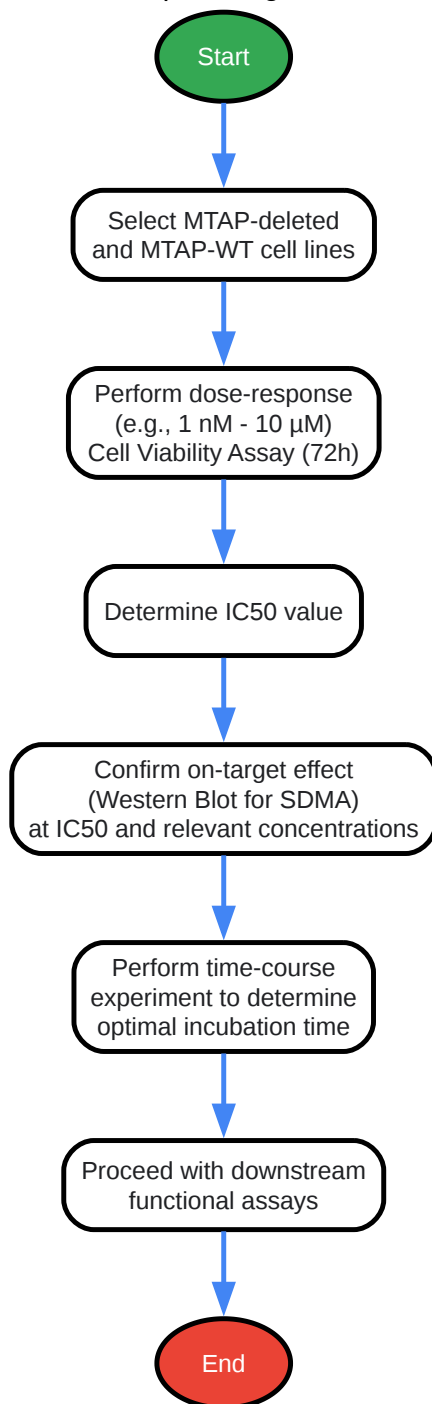 Start
Select MTAP-deleted
and MTAP-WT cell lines
Perform dose-response
(e.g., 1 nM - 10 µM)
Cell Viability Assay (72h)
Determine IC50 value
Confirm on-target effect
(Western Blot for SDMA)
at IC50 and relevant concentrations
Perform time-course
experiment to determine
optimal incubation time
Proceed with downstream
functional assays
End